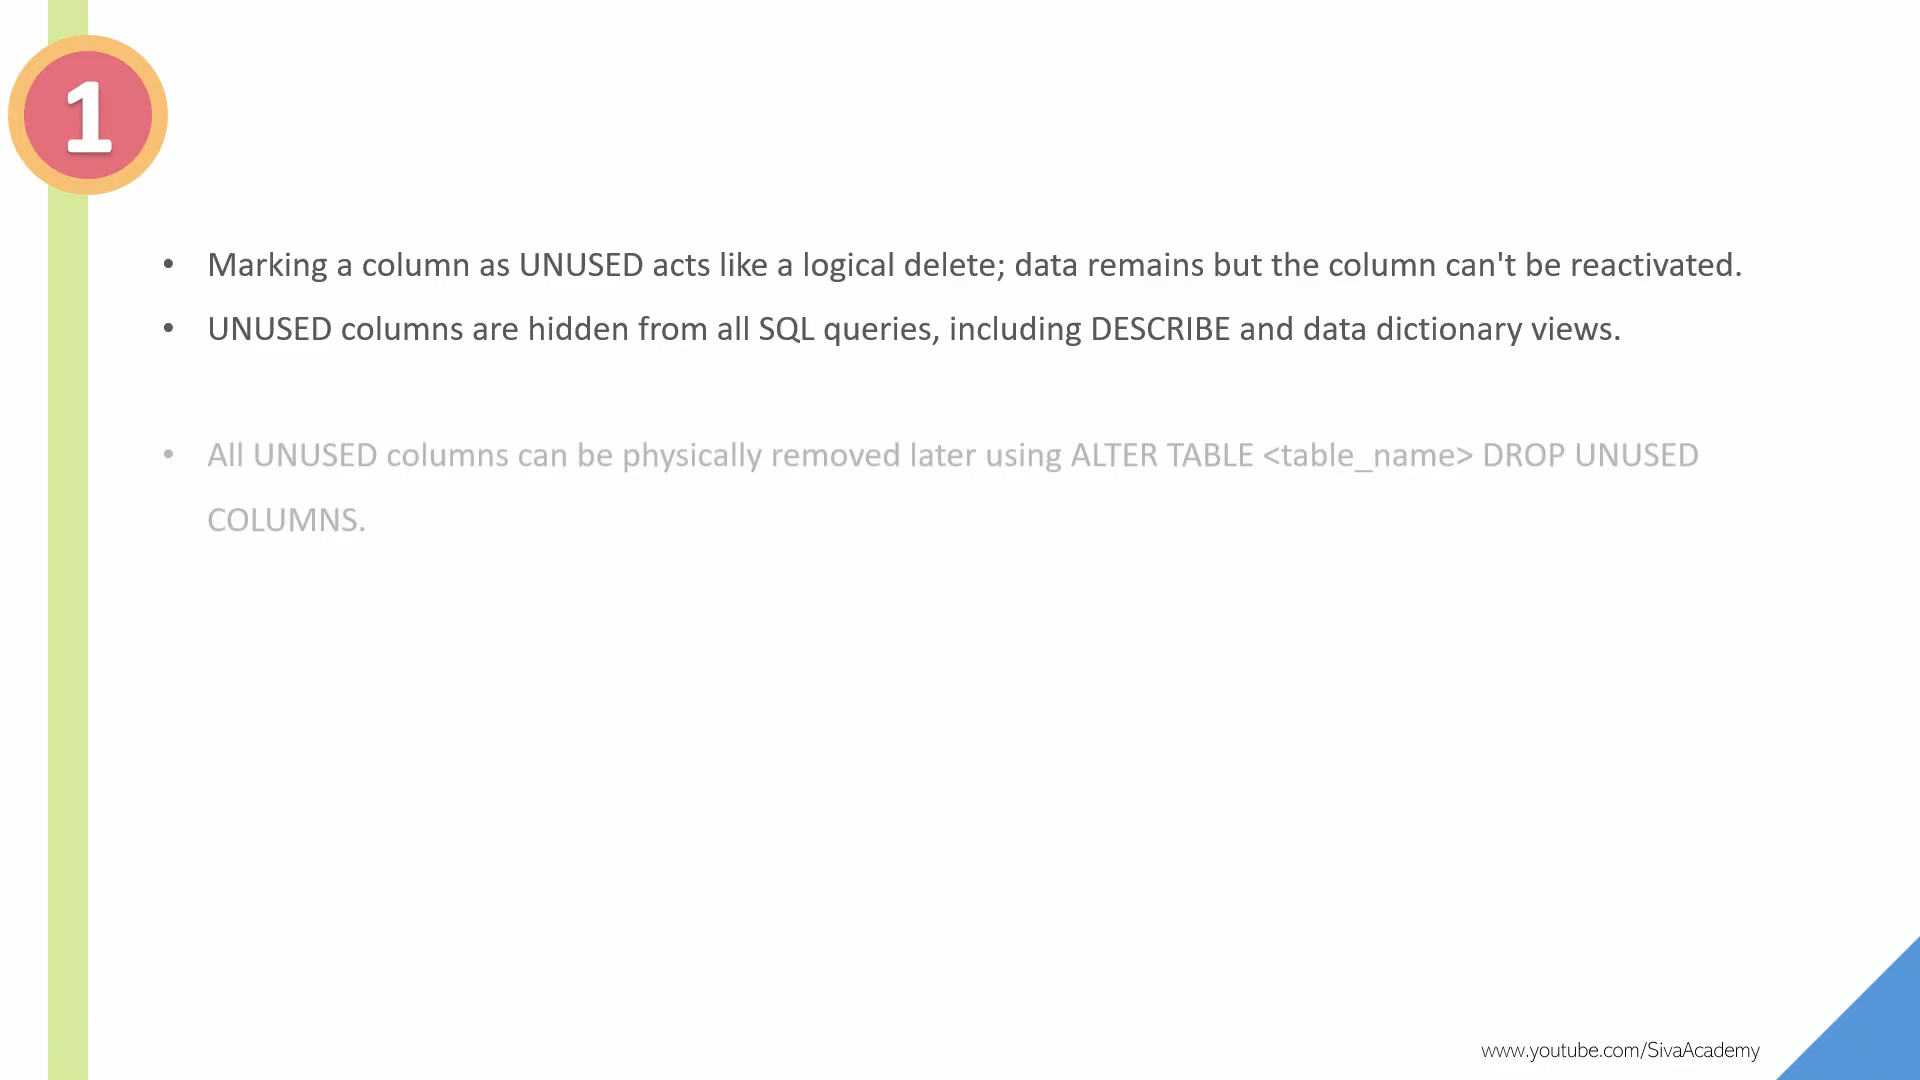 1
• Marking a column as UNUSED acts like a logical delete; data remains but the column can't be reactivated.
• UNUSED columns are hidden from all SQL queries, including DESCRIBE and data dictionary views.
• All UNUSED columns can be physically removed later using ALTER TABLE <table_name> DROP UNUSED
COLUMNS.
www.youtube.com/SivaAcademy